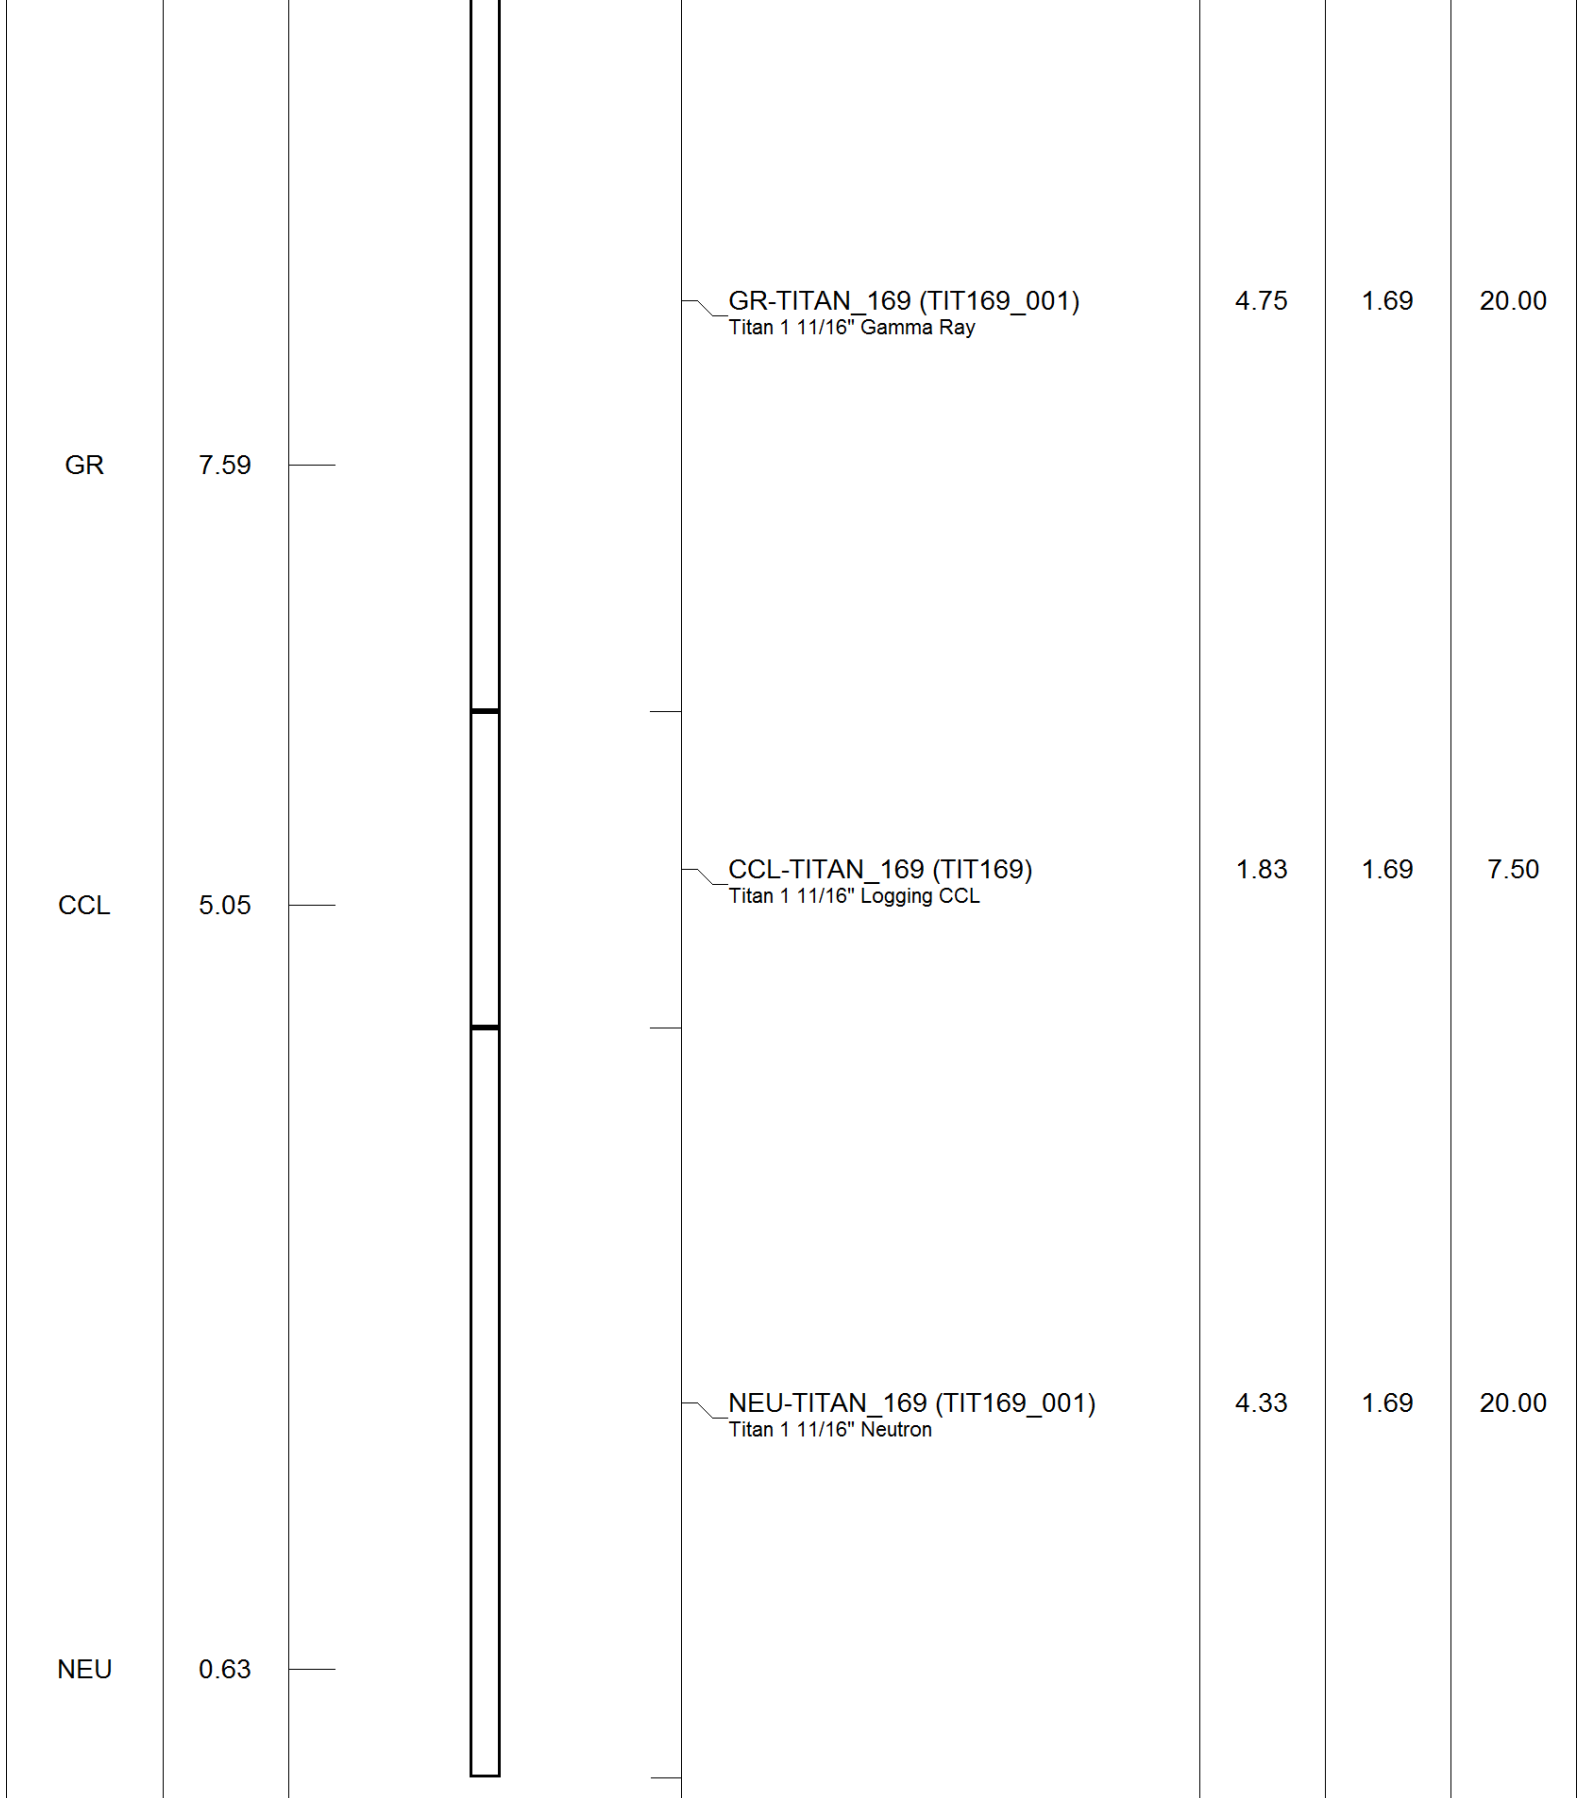 GR-TITAN_169 (TIT169_001) 4.75 1.69 20.00
Titan 1 11/16" Gamma Ray
GR 7.59
CCL-TITAN_169 (TIT169) 1.83 1.69 7.50
Titan 1 11/16" Logging CCL
CCL 5.05
NEU-TITAN_169 (TIT169_001) 4.33 1.69 20.00
Titan 1 11/16" Neutron
NEU 0.63